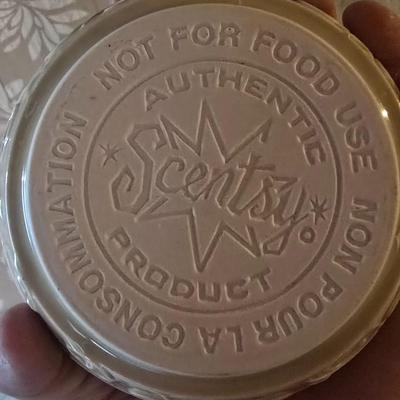 NOT FOR FOOD USE
NON POUR LA CONSOMMATION
AUTHENTIC
Scentsy
PRODUCT